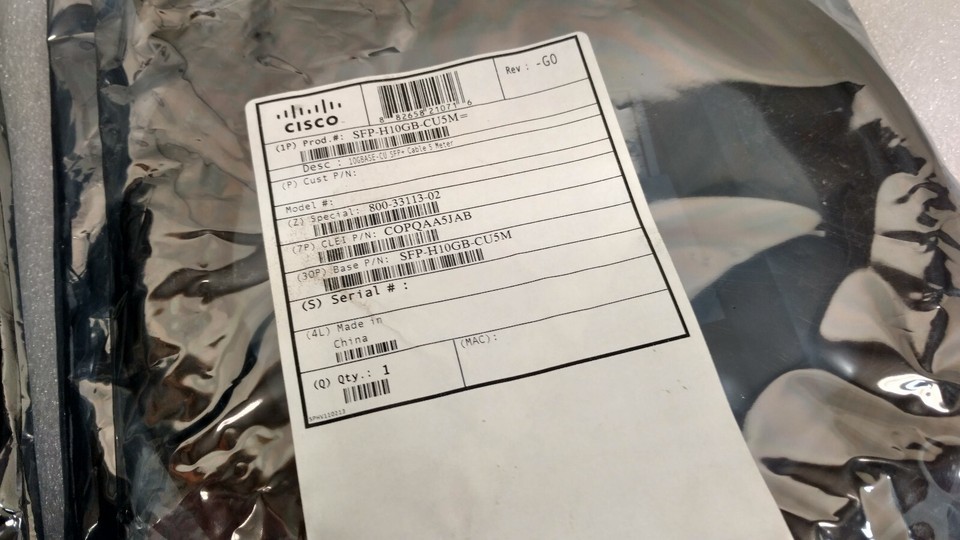 CISCO
8 82658 21071 6
Rev : -G0
(1P) Prod.#: SFP-H10GB-CU5M=
Desc : 10GBASE-CU SFP+ Cable 5 Meter
(P) Cust P/N:
Model #:
(Z) Special: 800-33113-02
(7P) CLEI P/N: COPQAA5JAB
(30P) Base P/N: SFP-H10GB-CU5M
(S) Serial # :
(4L) Made in
China
(MAC):
(Q) Qty.: 1